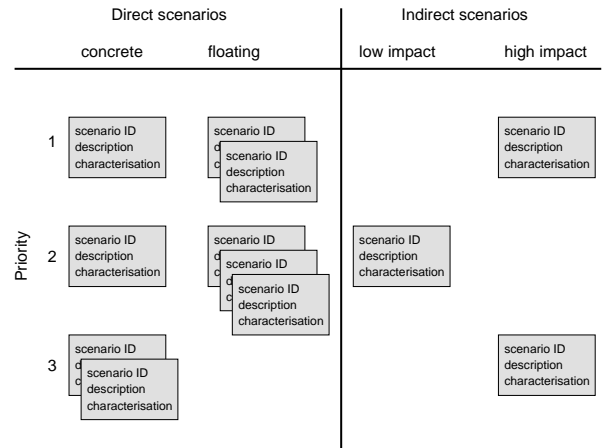 Direct scenarios
Indirect scenarios
concrete
floating
low impact
high impact
Priority
1
scenario ID
description
characterisation
scenario ID
d
c
scenario ID
description
characterisation
scenario ID
description
characterisation
2
scenario ID
description
characterisation
scenario ID
d
c
scenario ID
d
c
scenario ID
description
characterisation
scenario ID
description
characterisation
3
scenario ID
d
c
scenario ID
description
characterisation
scenario ID
description
characterisation